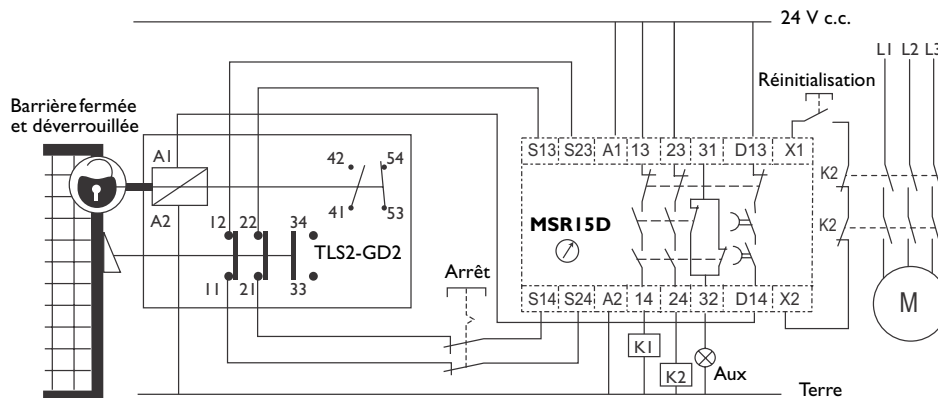 24 V c.c.
L1 L2 L3
Réinitialisation
Barrière fermée
et déverrouillée
A1
42 54
S13 S23 A1 13 23 31 D13 X1
K2
A2
41 53
12 22 34
TLS2-GD2
MSR15D
K2
11 21 33
Arrêt
S14 S24 A2 14 24 32 D14 X2
M
K1
K2
Aux
Terre